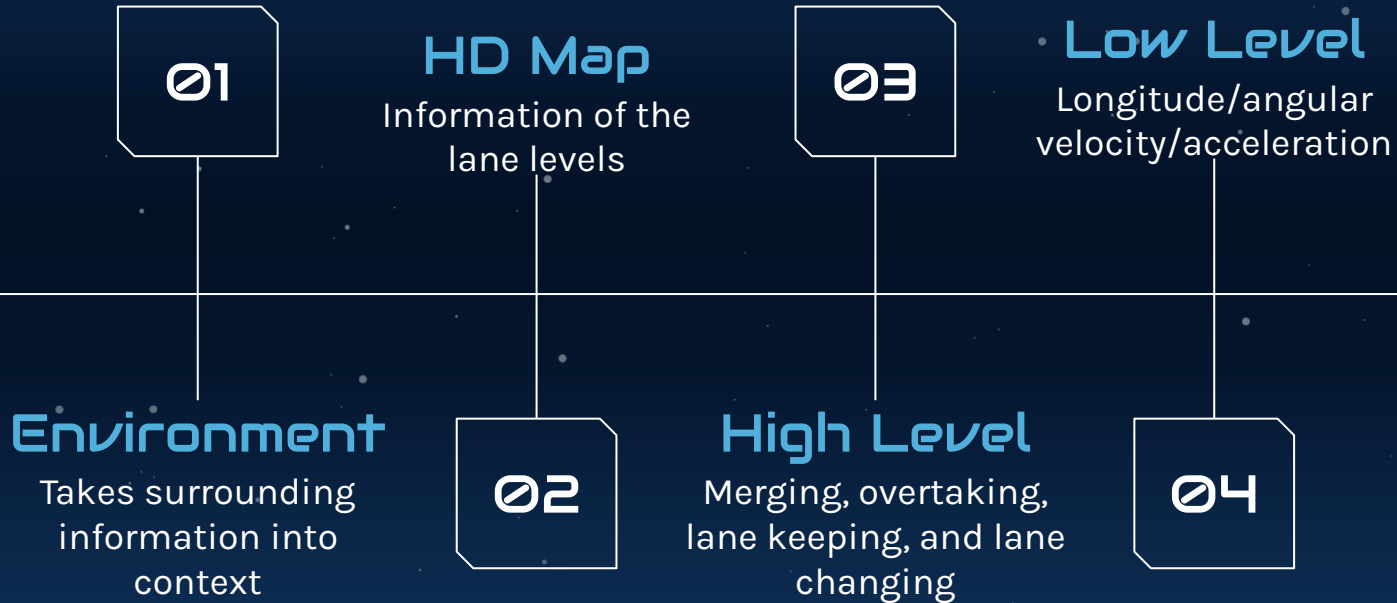 01
Environment
Takes surrounding
information into
context
HD Map
Information of the
lane levels
02
03
High Level
Merging, overtaking,
lane keeping, and lane
changing
Low Level
Longitude/angular
velocity/acceleration
04